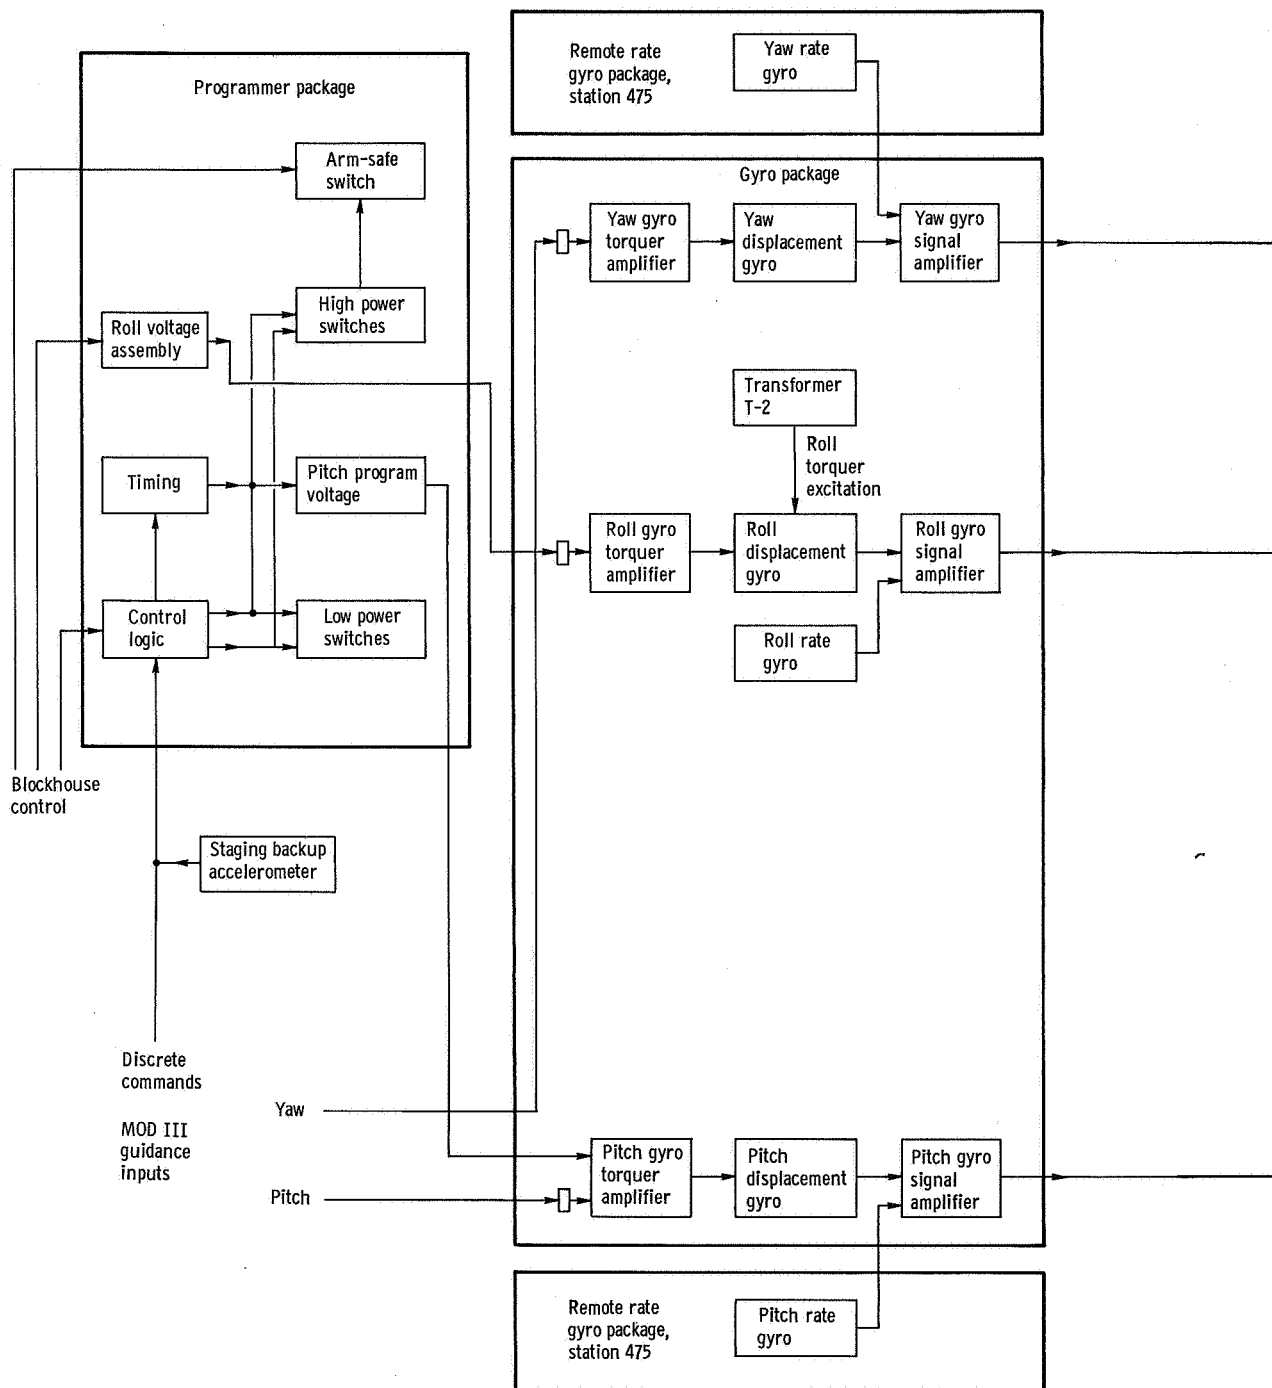 Programmer package
Arm-safe
switch
High power
switches
Roll voltage
assembly
Timing
Pitch program
voltage
Control
logic
Low power
switches
Blockhouse
control
Staging backup
accelerometer
Discrete
commands
MOD III
guidance
inputs
Yaw
Pitch
Remote rate
gyro package,
station 475
Yaw rate
gyro
Gyro package
Yaw gyro
torquer
amplifier
Yaw
displacement
gyro
Yaw gyro
signal
amplifier
Transformer
T-2
Roll
torquer
excitation
Roll gyro
torquer
amplifier
Roll
displacement
gyro
Roll gyro
signal
amplifier
Roll rate
gyro
Pitch gyro
torquer
amplifier
Pitch
displacement
gyro
Pitch gyro
signal
amplifier
Remote rate
gyro package,
station 475
Pitch rate
gyro